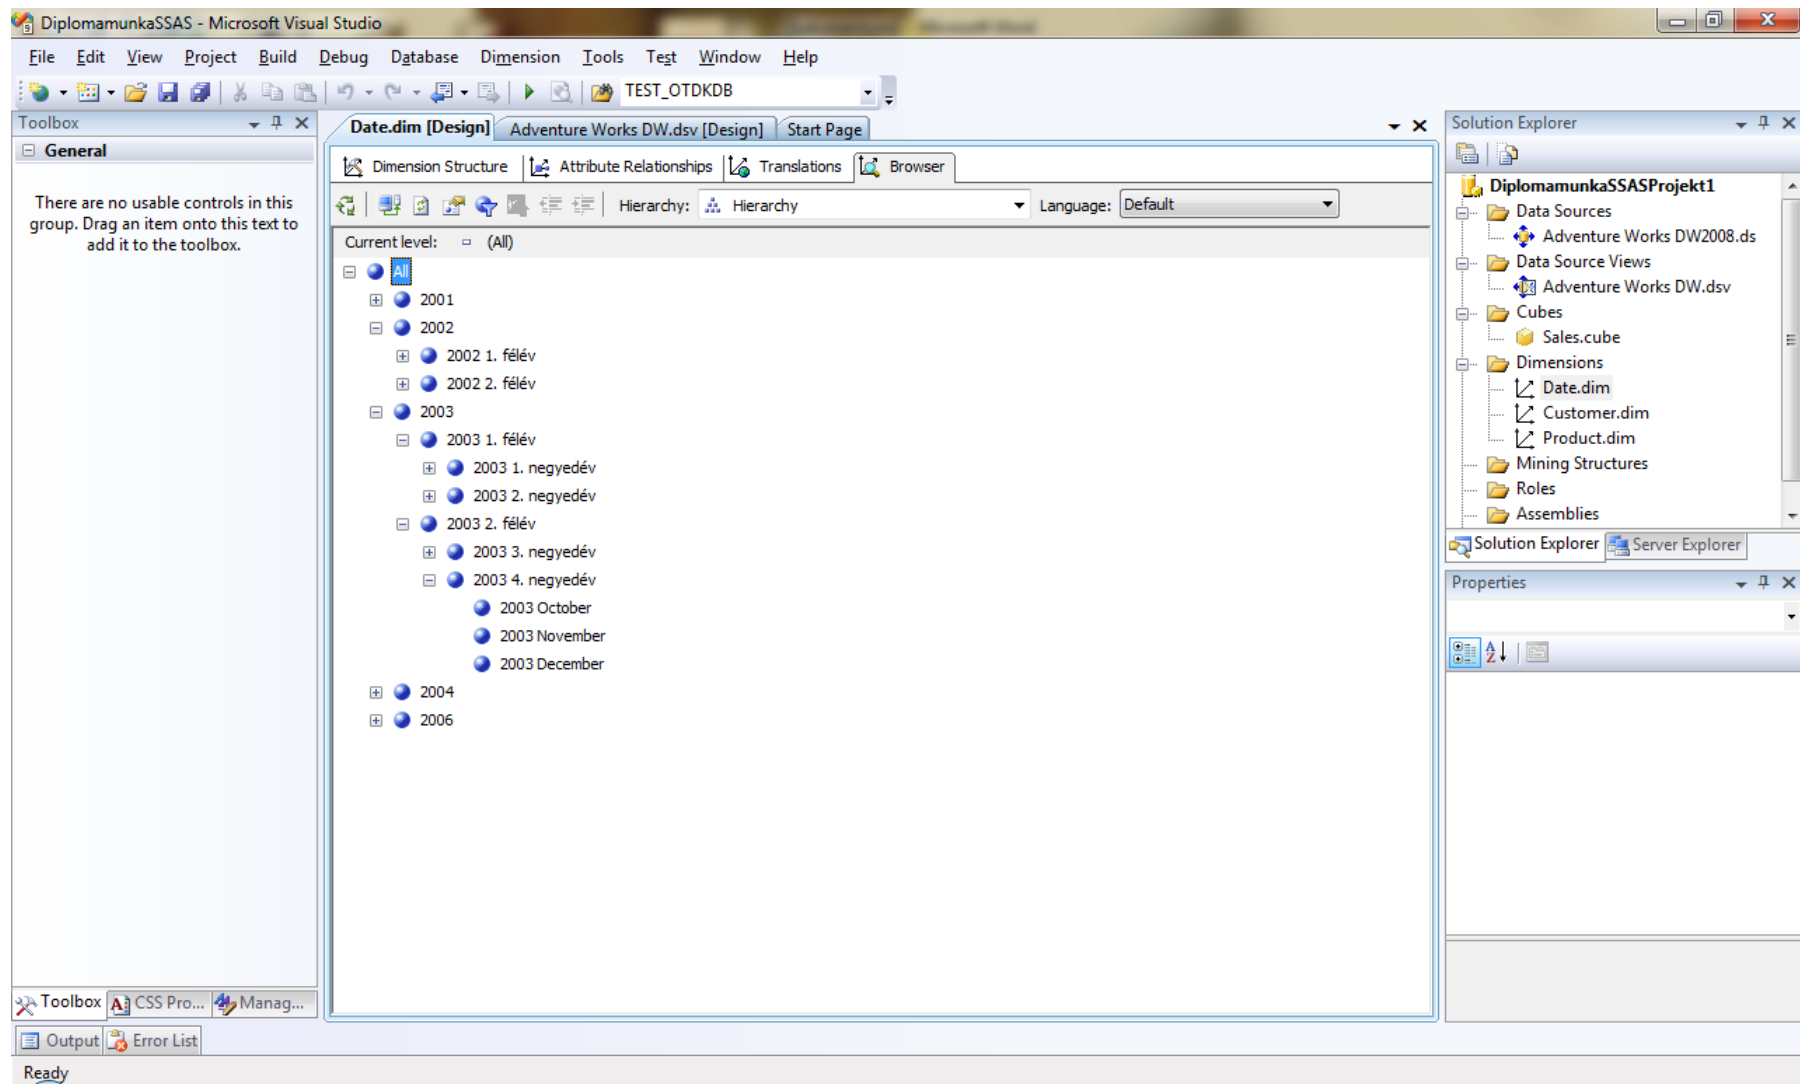 DiplomamunkaSSAS - Microsoft Visual Studio
File Edit View Project Build Debug Database Dimension Tools Test Window Help
TEST_OTDKDB
Toolbox
General
There are no usable controls in this
group. Drag an item onto this text to
add it to the toolbox.
Toolbox CSS Pro... Manag...
Date.dim [Design] Adventure Works DW.dsv [Design] Start Page
Dimension Structure Attribute Relationships Translations Browser
Hierarchy: Hierarchy Language: Default
Current level: (All)
All
2001
2002
2002 1. félév
2002 2. félév
2003
2003 1. félév
2003 1. negyedév
2003 2. negyedév
2003 2. félév
2003 3. negyedév
2003 4. negyedév
2003 October
2003 November
2003 December
2004
2006
Solution Explorer
DiplomamunkaSSASProjekt1
Data Sources
Adventure Works DW2008.ds
Data Source Views
Adventure Works DW.dsv
Cubes
Sales.cube
Dimensions
Date.dim
Customer.dim
Product.dim
Mining Structures
Roles
Assemblies
Solution Explorer Server Explorer
Properties
Output Error List
Ready